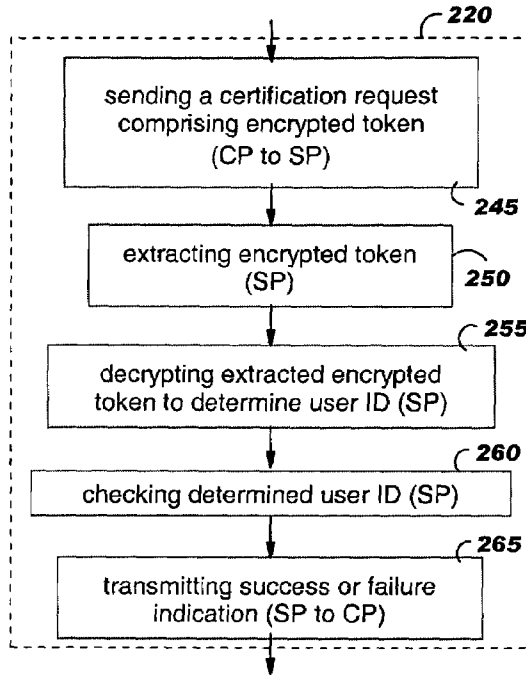 220
sending a certification request
comprising encrypted token
(CP to SP)
245
extracting encrypted token
(SP)
250
255
decrypting extracted encrypted
token to determine user ID (SP)
260
checking determined user ID (SP)
265
transmitting success or failure
indication (SP to CP)